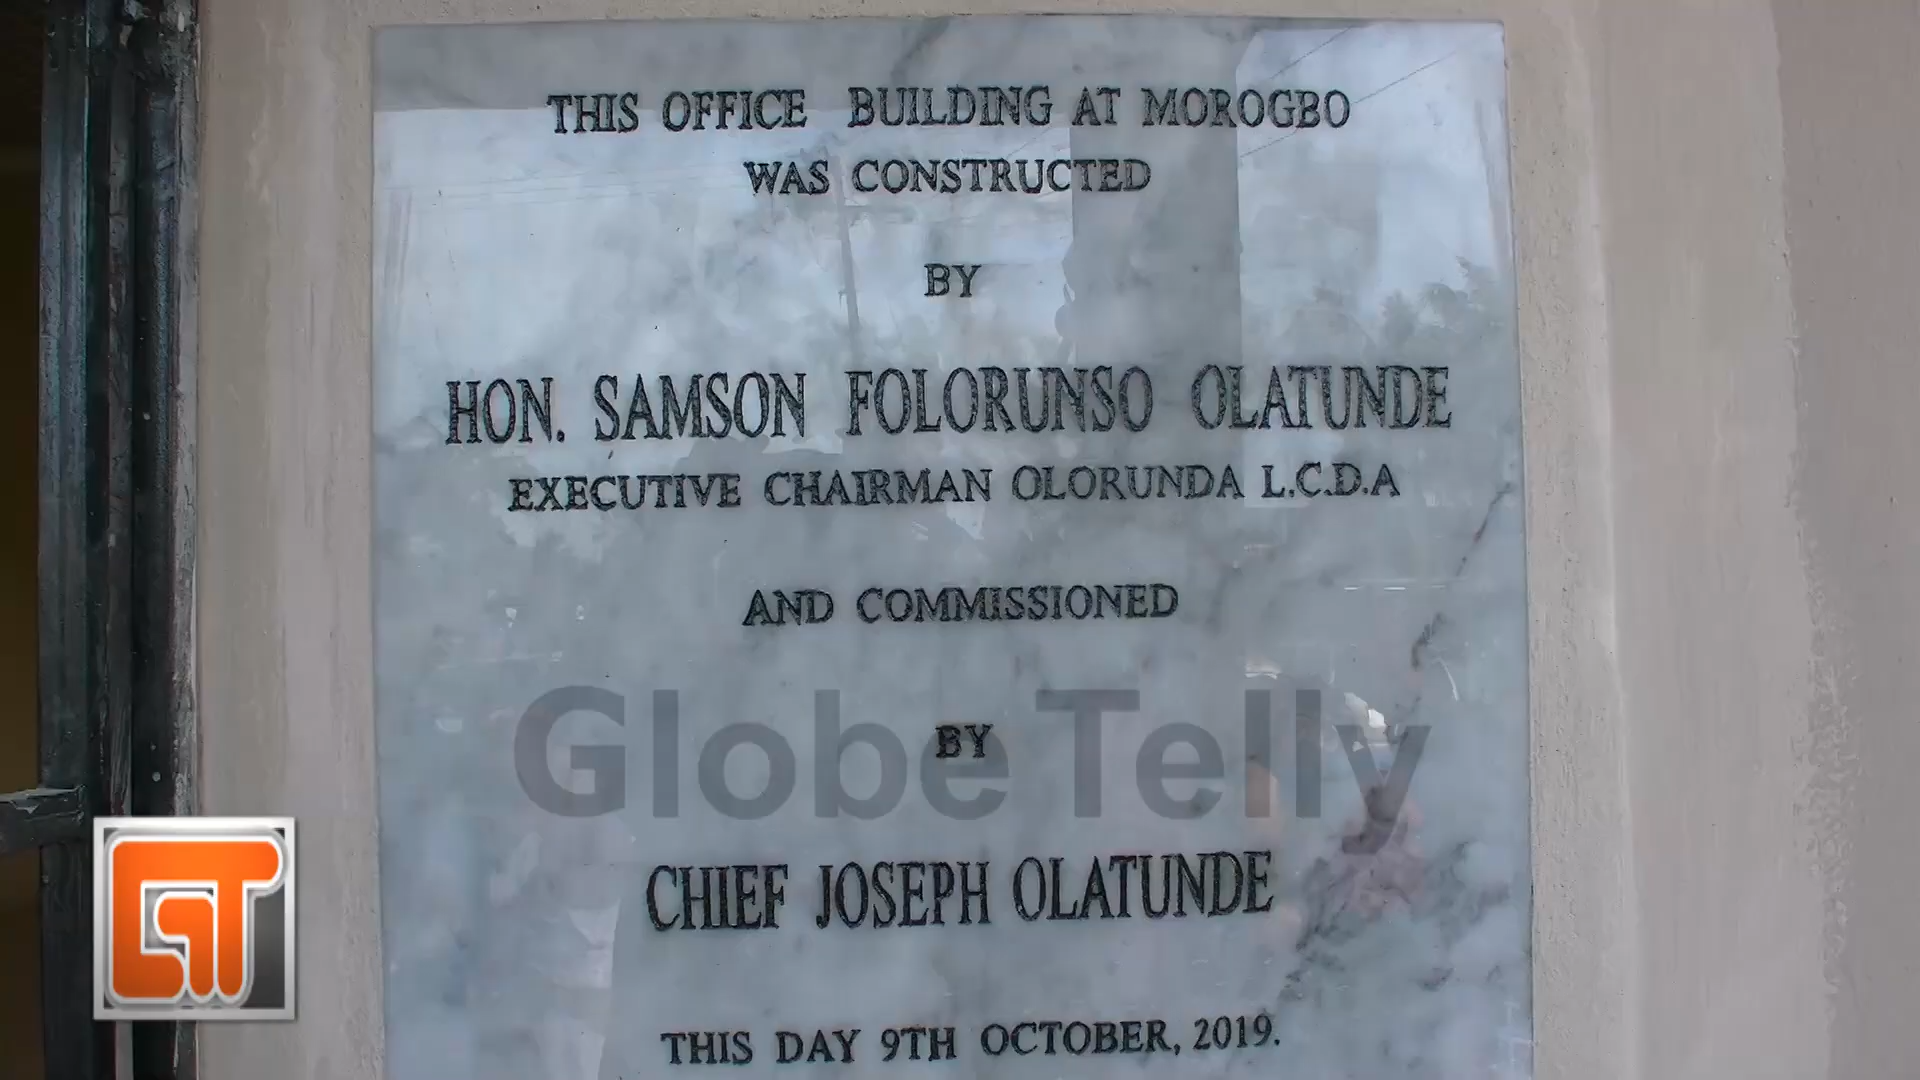 THIS OFFICE BUILDING AT MOROGBO
WAS CONSTRUCTED
BY
HON. SAMSON FOLORUNSO OLATUNDE
EXECUTIVE CHAIRMAN OLORUNDA L.C.D.A
AND COMMISSIONED
BY
Globe Telly
CHIEF JOSEPH OLATUNDE
GT
THIS DAY 9TH OCTOBER, 2019.